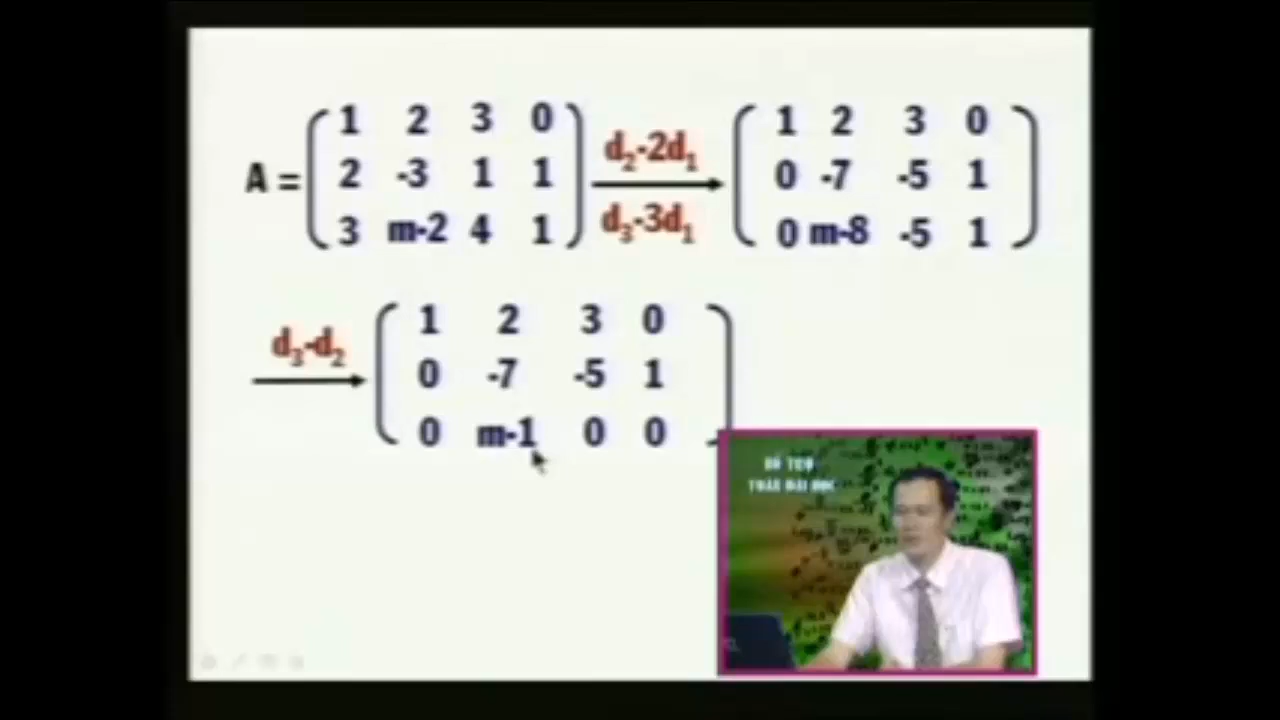 A = ( 1 2 3 0
2 -3 1 1
3 m-2 4 1 )
d₂-2d₁
d₃-3d₁
( 1 2 3 0
0 -7 -5 1
0 m-8 -5 1 )
d₃-d₂
( 1 2 3 0
0 -7 -5 1
0 m-1 0 0 )